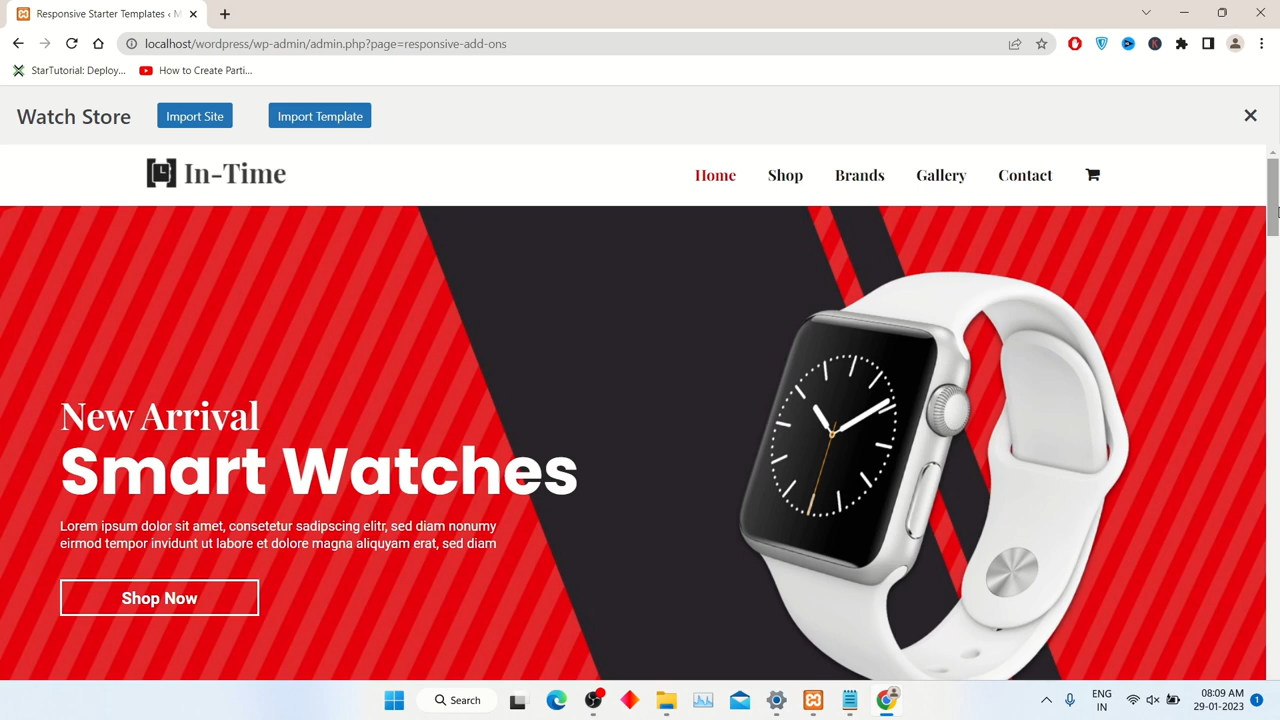 Responsive Starter Templates ‹ M
localhost/wordpress/wp-admin/admin.php?page=responsive-add-ons
StarTutorial: Deploy...
How to Create Parti...
Watch Store
Import Site
Import Template
In-Time
Home
Shop
Brands
Gallery
Contact
New Arrival
Smart Watches
Lorem ipsum dolor sit amet, consetetur sadipscing elitr, sed diam nonumy
eirmod tempor invidunt ut labore et dolore magna aliquyam erat, sed diam
Shop Now
Search
ENG
IN
08:09 AM
29-01-2023
1